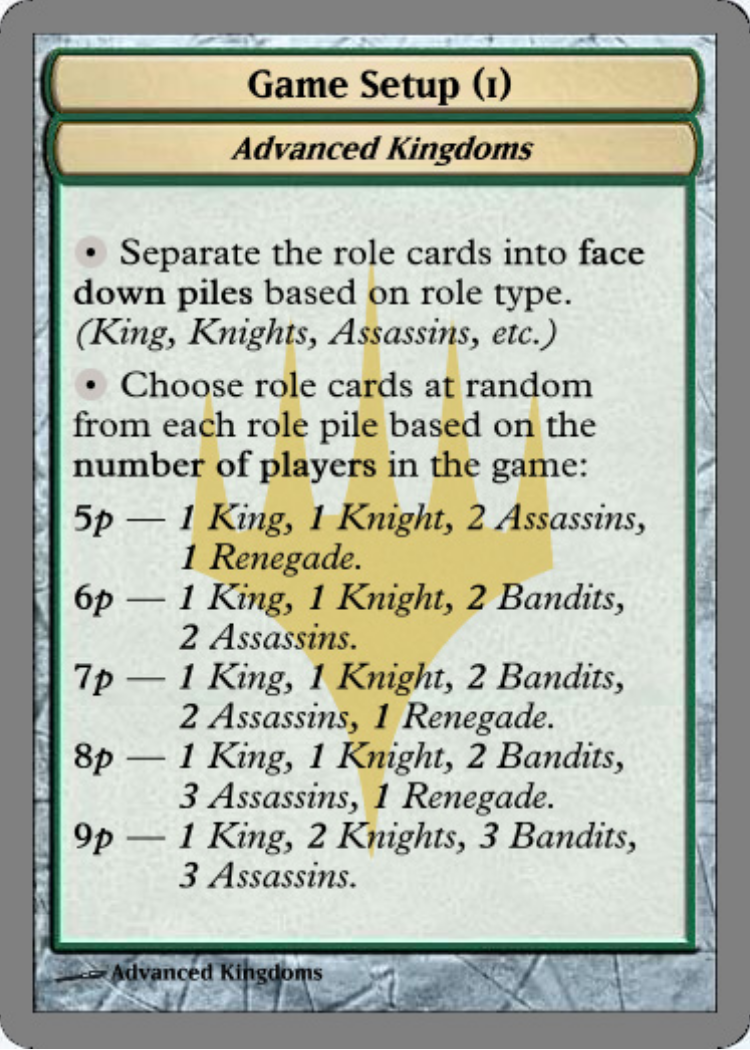 Game Setup (1)
Advanced Kingdoms
• Separate the role cards into face
down piles based on role type.
(King, Knights, Assassins, etc.)
• Choose role cards at random
from each role pile based on the
number of players in the game:
5p — 1 King, 1 Knight, 2 Assassins,
1 Renegade.
6p — 1 King, 1 Knight, 2 Bandits,
2 Assassins.
7p — 1 King, 1 Knight, 2 Bandits,
2 Assassins, 1 Renegade.
8p — 1 King, 1 Knight, 2 Bandits,
3 Assassins, 1 Renegade.
9p — 1 King, 2 Knights, 3 Bandits,
3 Assassins.
Advanced Kingdoms